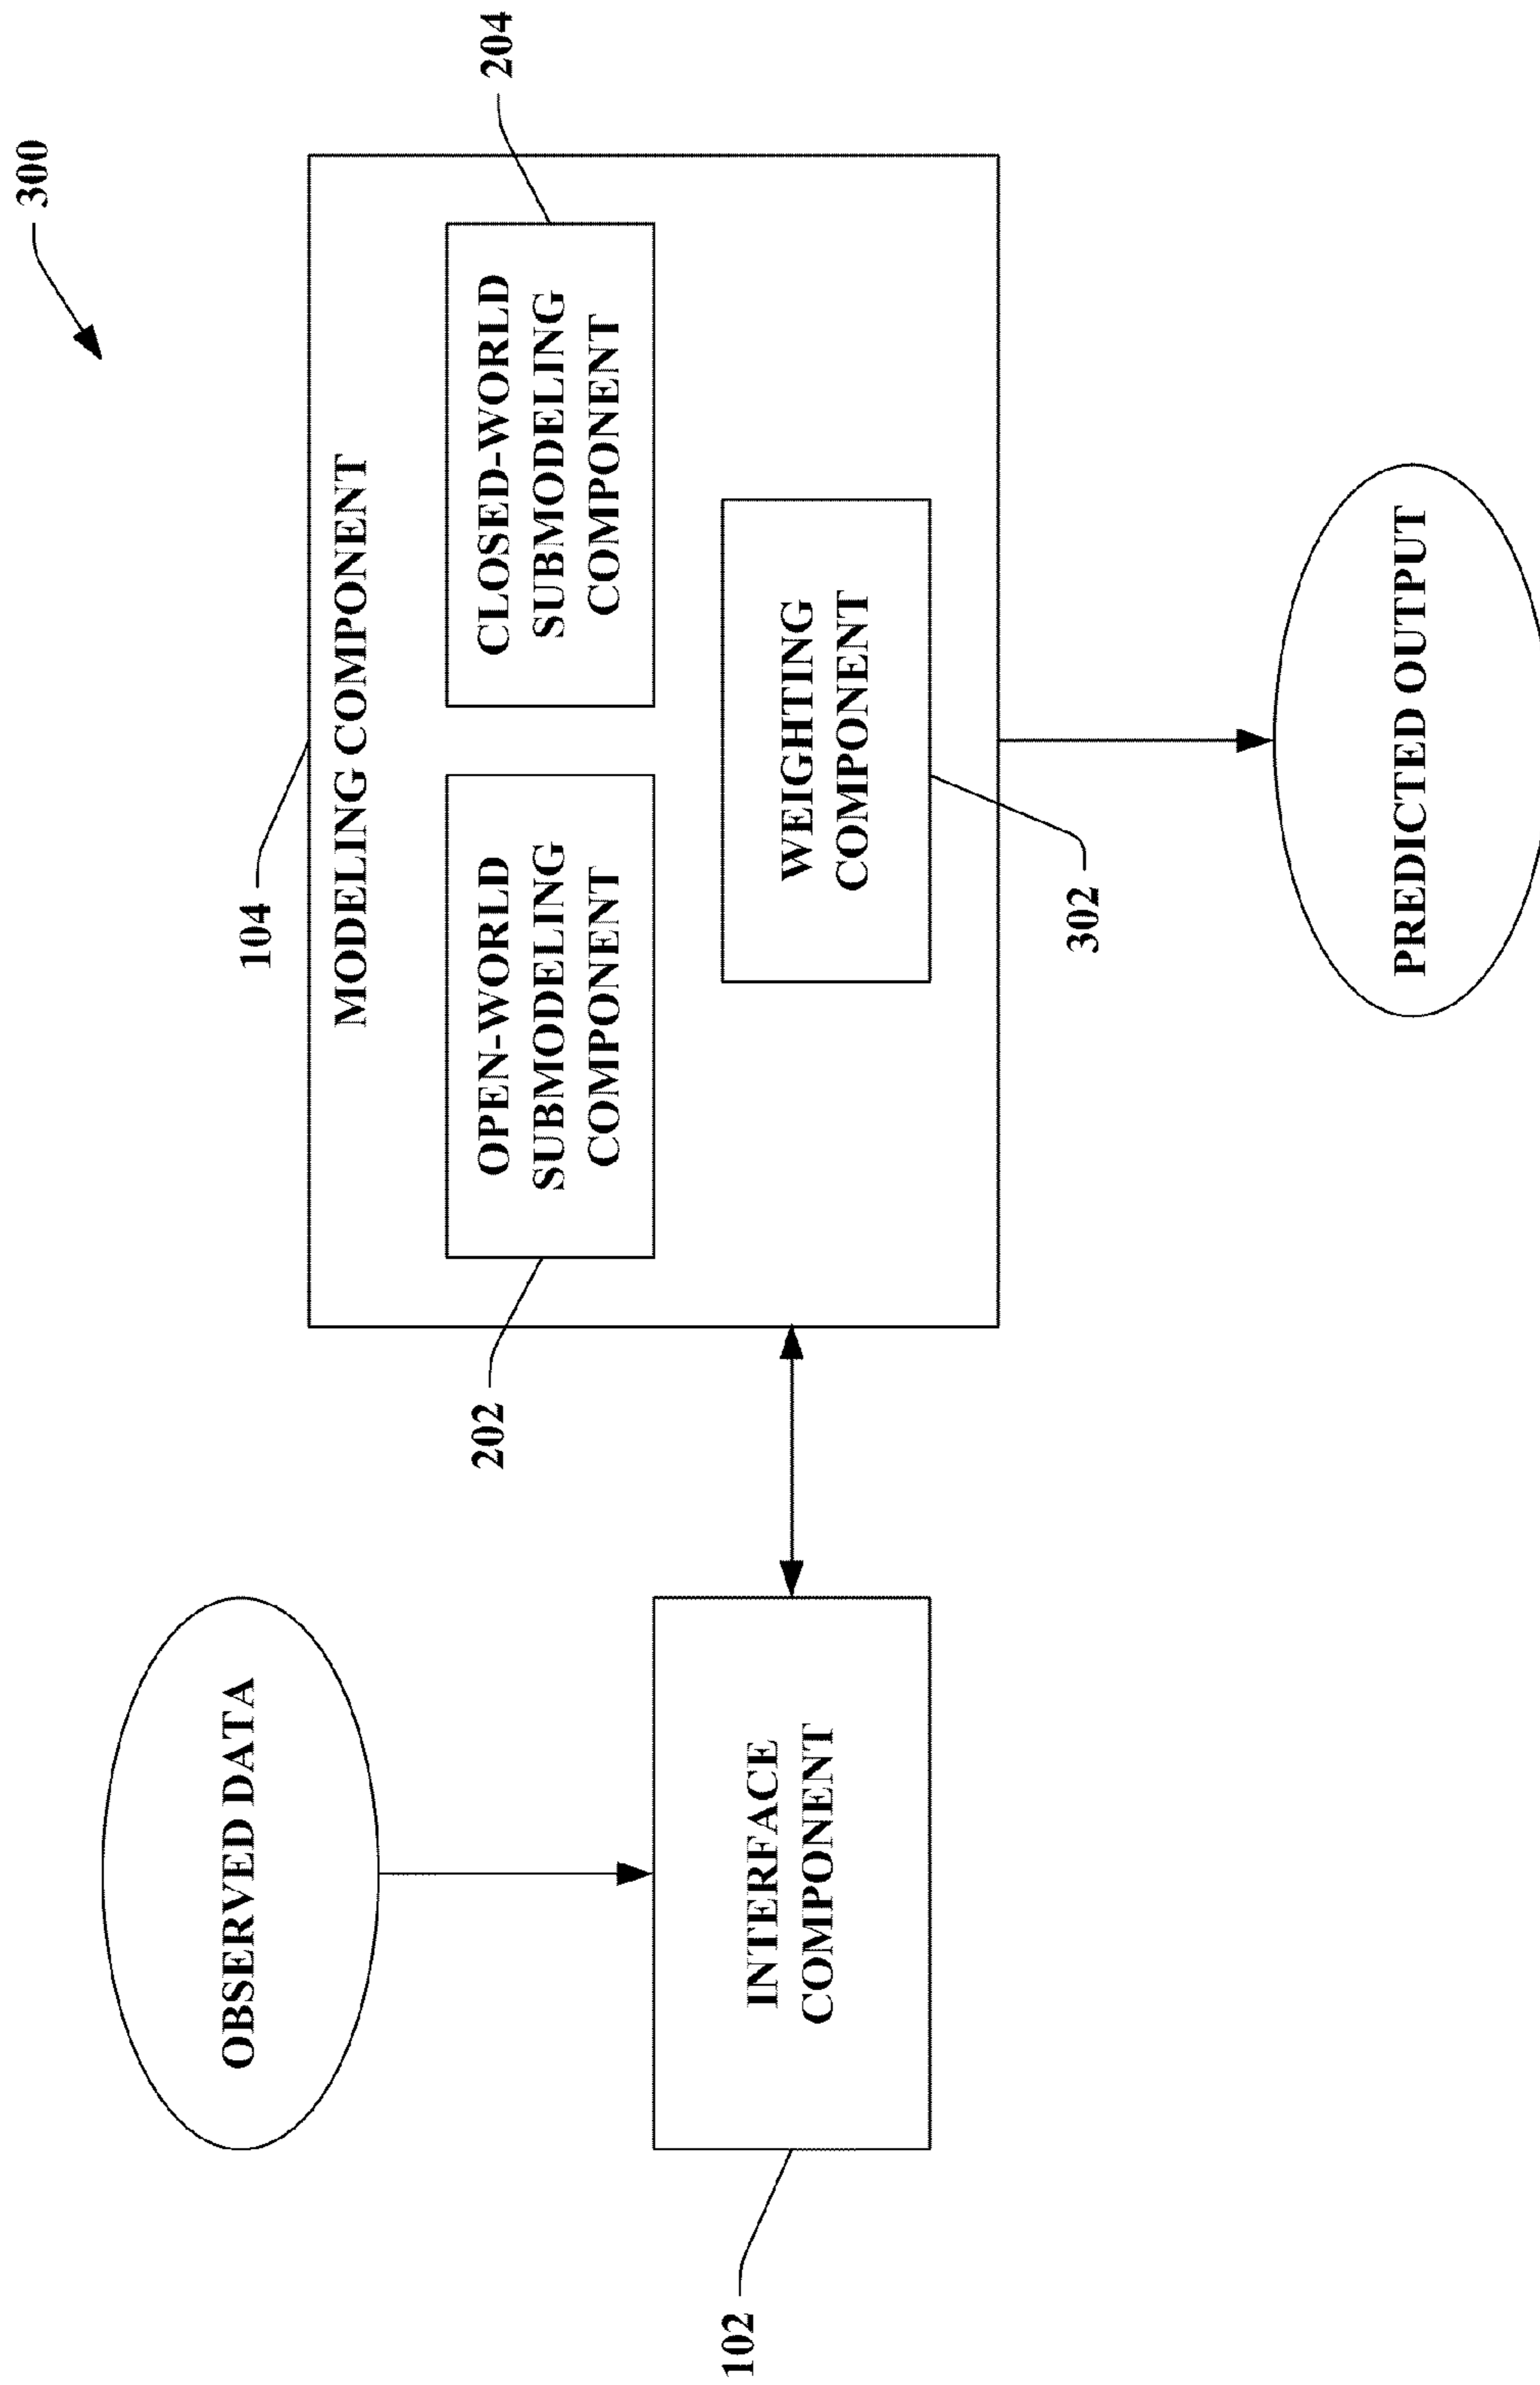 300
OBSERVED DATA
104
MODELING COMPONENT
202
OPEN-WORLD
SUBMODELING
COMPONENT
204
CLOSED-WORLD
SUBMODELING
COMPONENT
102
INTERFACE
COMPONENT
WEIGHTING
COMPONENT
302
PREDICTED OUTPUT